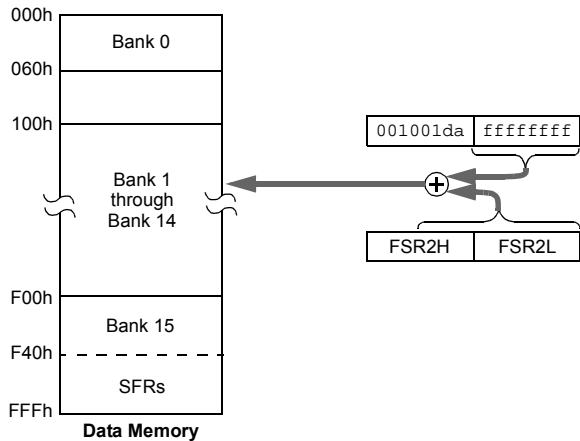 000h
Bank 0
060h
100h
001001da ffffffff
Bank 1
through
Bank 14
FSR2H FSR2L
F00h
Bank 15
F40h
SFRs
FFFh
Data Memory